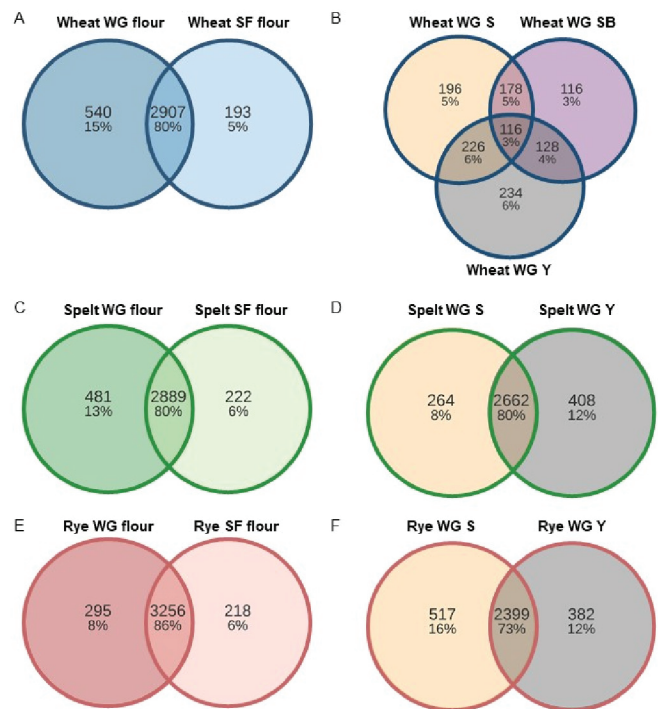 A
Wheat WG flour
Wheat SF flour
540
15%
2907
80%
193
5%
B
Wheat WG S
Wheat WG SB
196
5%
178
5%
116
3%
116
3%
226
6%
128
4%
234
6%
Wheat WG Y
C
Spelt WG flour
Spelt SF flour
481
13%
2889
80%
222
6%
D
Spelt WG S
Spelt WG Y
264
8%
2662
80%
408
12%
E
Rye WG flour
Rye SF flour
295
8%
3256
86%
218
6%
F
Rye WG S
Rye WG Y
517
16%
2399
73%
382
12%